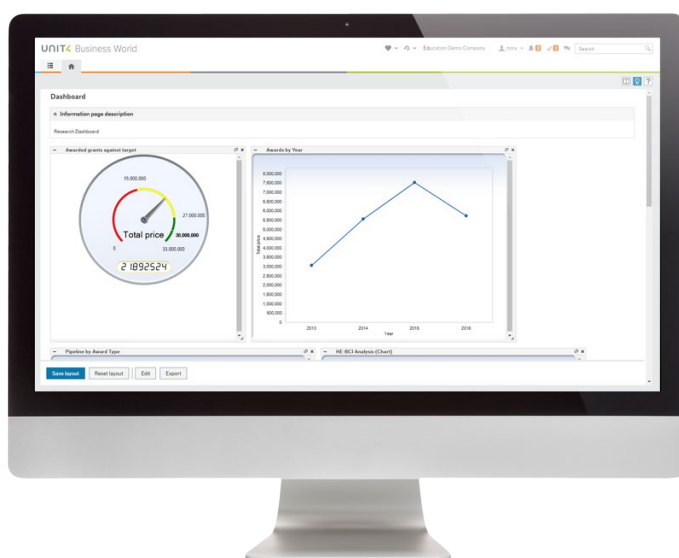 UNIT4 Business World
Education Demo Company
Search
Dashboard
Information page description
Research Dashboard
Awarded grants against target
15.000.000
27.000.000
Total price
30.000.000
0
33.000.000
21892524
Awards by Year
8.000.000
7.500.000
7.000.000
6.500.000
6.000.000
5.500.000
5.000.000
4.500.000
4.000.000
3.500.000
3.000.000
2.500.000
2.000.000
1.500.000
1.000.000
500.000
0
Total price
2013
2014
2015
2016
Year
Pipeline by Award Type
HE-BCI Analysis (Chart)
Save layout
Reset layout
Edit
Export